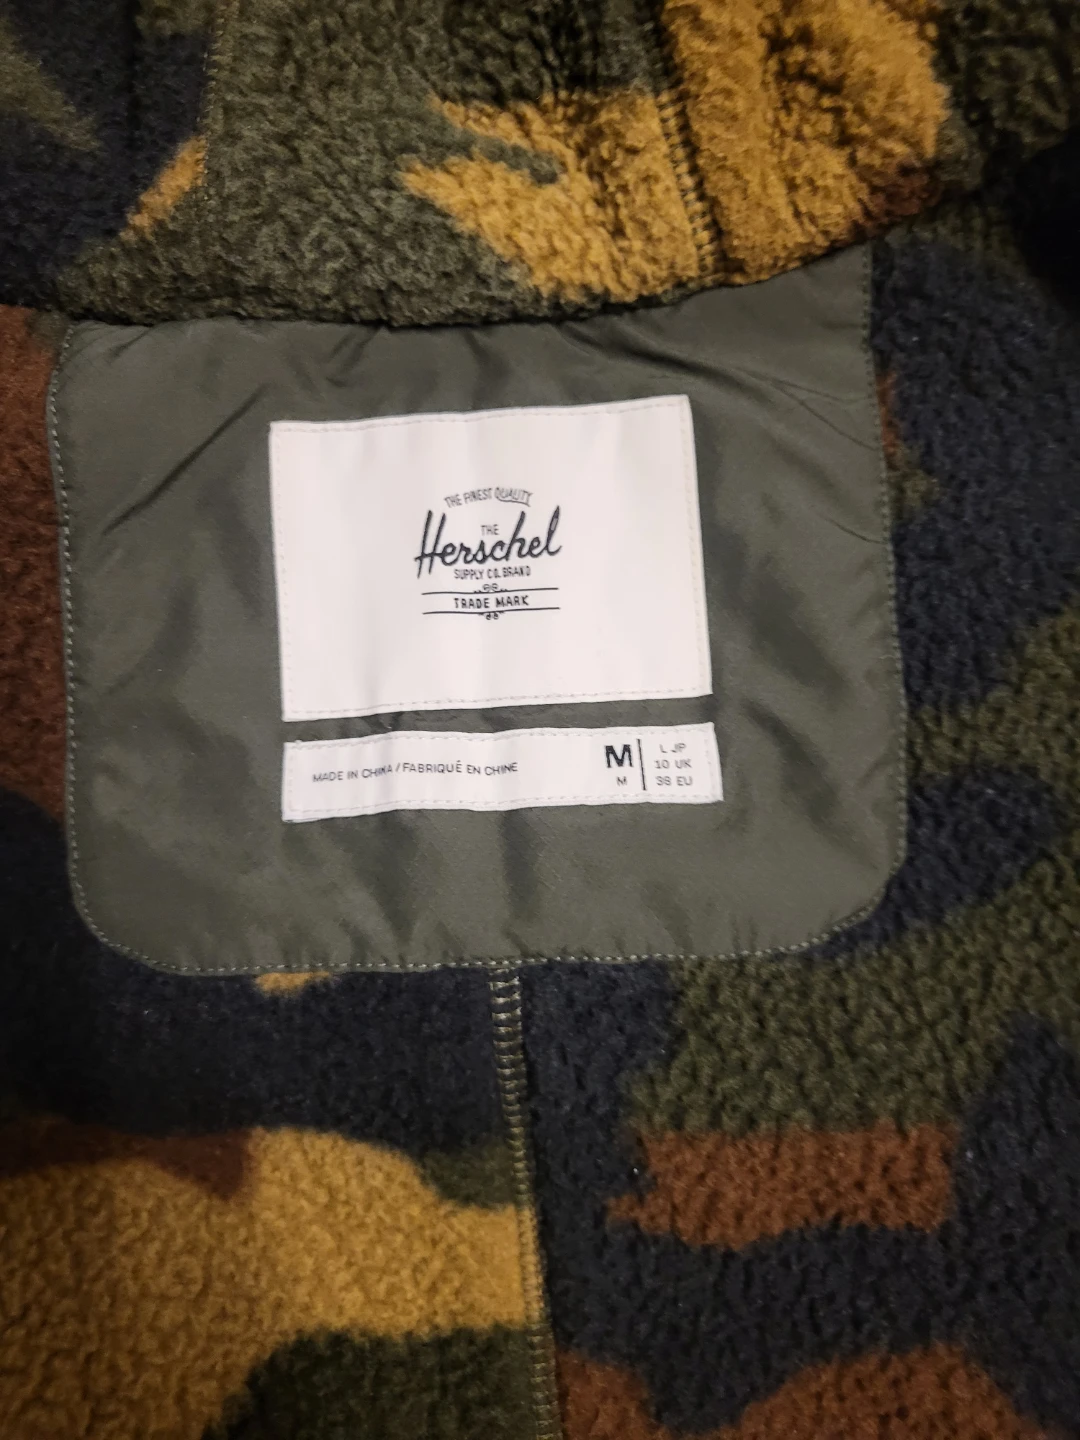 THE FINEST QUALITY
THE
Herschel
SUPPLY CO. BRAND
TRADE MARK
MADE IN CHINA / FABRIQUÉ EN CHINE
M
M
L JP
10 UK
38 EU